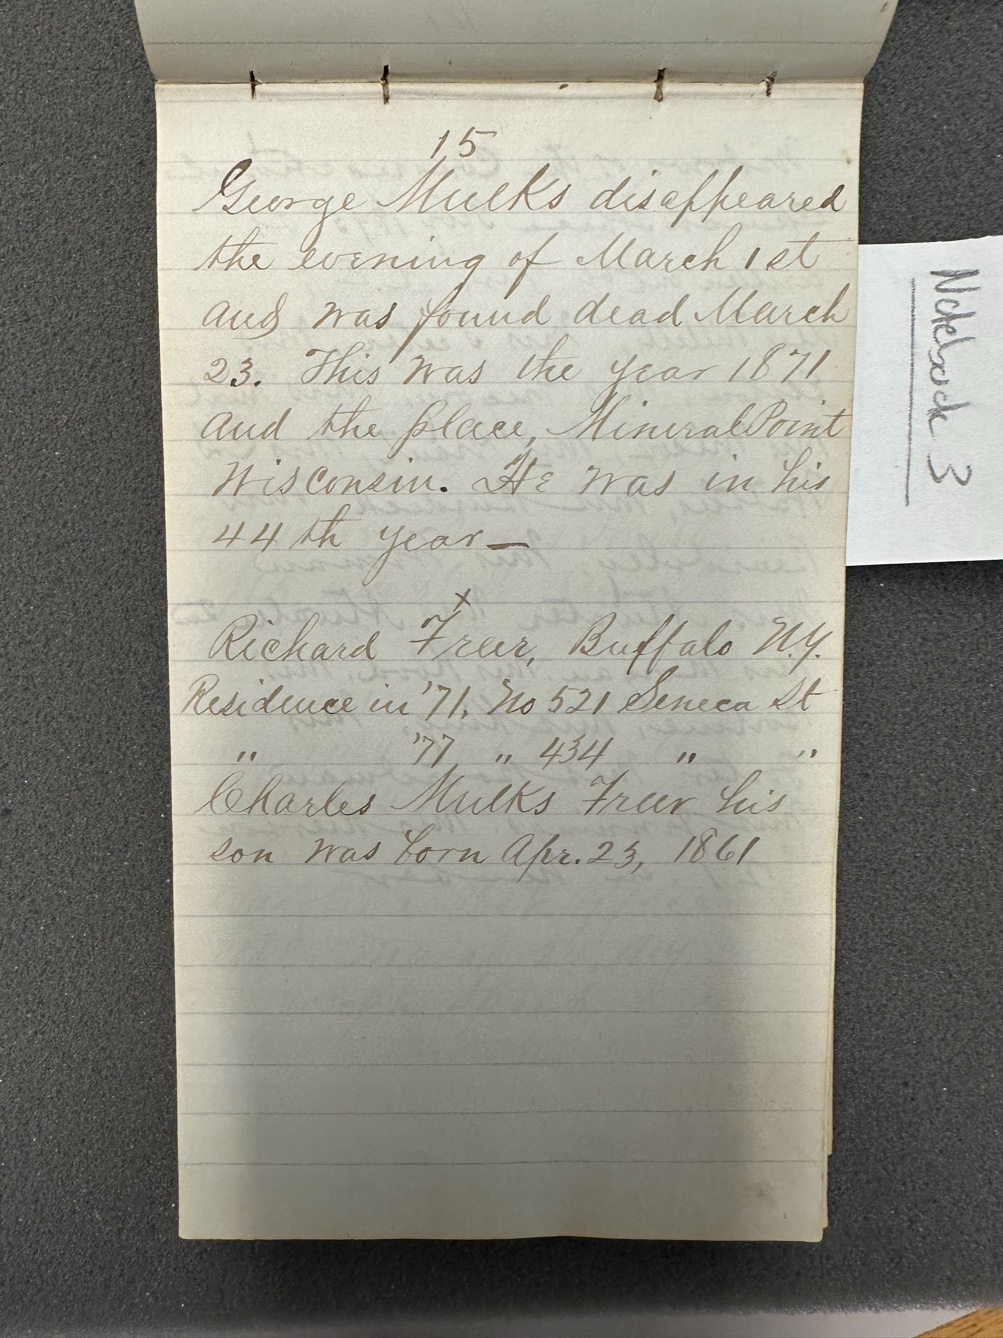 15
George Mulks disappeared
the evening of March 1st
and was found dead March
23. This was the year 1871
and the place, Mineral Point
Wisconsin. He was in his
44th year—
x
Richard Freer, Buffalo N.Y.
Residence in '71. No 521 Seneca St
" '77 " 434 " "
Charles Mulks Freer his
son was born Apr. 23, 1861
Notebook 3